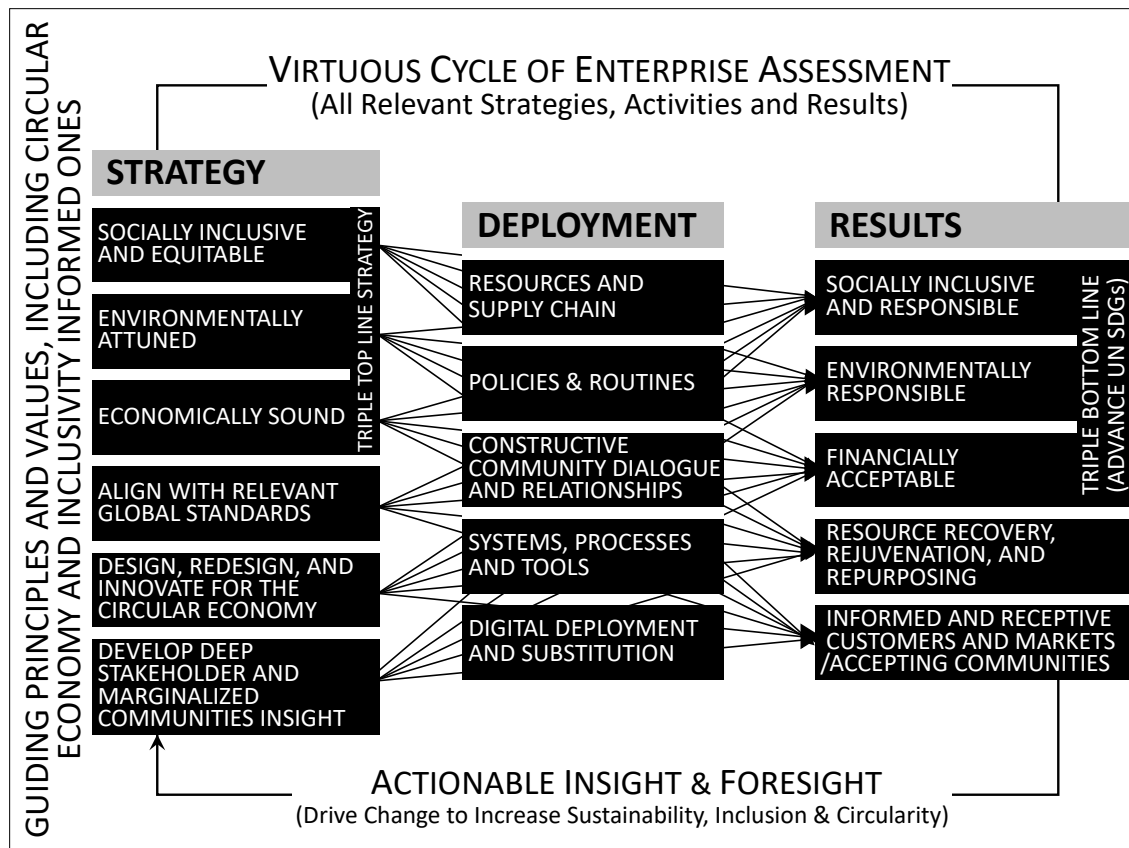 GUIDING PRINCIPLES AND VALUES, INCLUDING CIRCULAR
ECONOMY AND INCLUSIVITY INFORMED ONES
VIRTUOUS CYCLE OF ENTERPRISE ASSESSMENT
(All Relevant Strategies, Activities and Results)
STRATEGY
SOCIALLY INCLUSIVE
AND EQUITABLE
ENVIRONMENTALLY
ATTUNED
ECONOMICALLY SOUND
TRIPLE TOP LINE STRATEGY
ALIGN WITH RELEVANT
GLOBAL STANDARDS
DESIGN, REDESIGN, AND
INNOVATE FOR THE
CIRCULAR ECONOMY
DEVELOP DEEP
STAKEHOLDER AND
MARGINALIZED
COMMUNITIES INSIGHT
DEPLOYMENT
RESOURCES AND
SUPPLY CHAIN
POLICIES & ROUTINES
CONSTRUCTIVE
COMMUNITY DIALOGUE
AND RELATIONSHIPS
SYSTEMS, PROCESSES
AND TOOLS
DIGITAL DEPLOYMENT
AND SUBSTITUTION
RESULTS
SOCIALLY INCLUSIVE
AND RESPONSIBLE
ENVIRONMENTALLY
RESPONSIBLE
FINANCIALLY
ACCEPTABLE
TRIPLE BOTTOM LINE
(ADVANCE UN SDGs)
RESOURCE RECOVERY,
REJUVENATION, AND
REPURPOSING
INFORMED AND RECEPTIVE
CUSTOMERS AND MARKETS
/ACCEPTING COMMUNITIES
ACTIONABLE INSIGHT & FORESIGHT
(Drive Change to Increase Sustainability, Inclusion & Circularity)